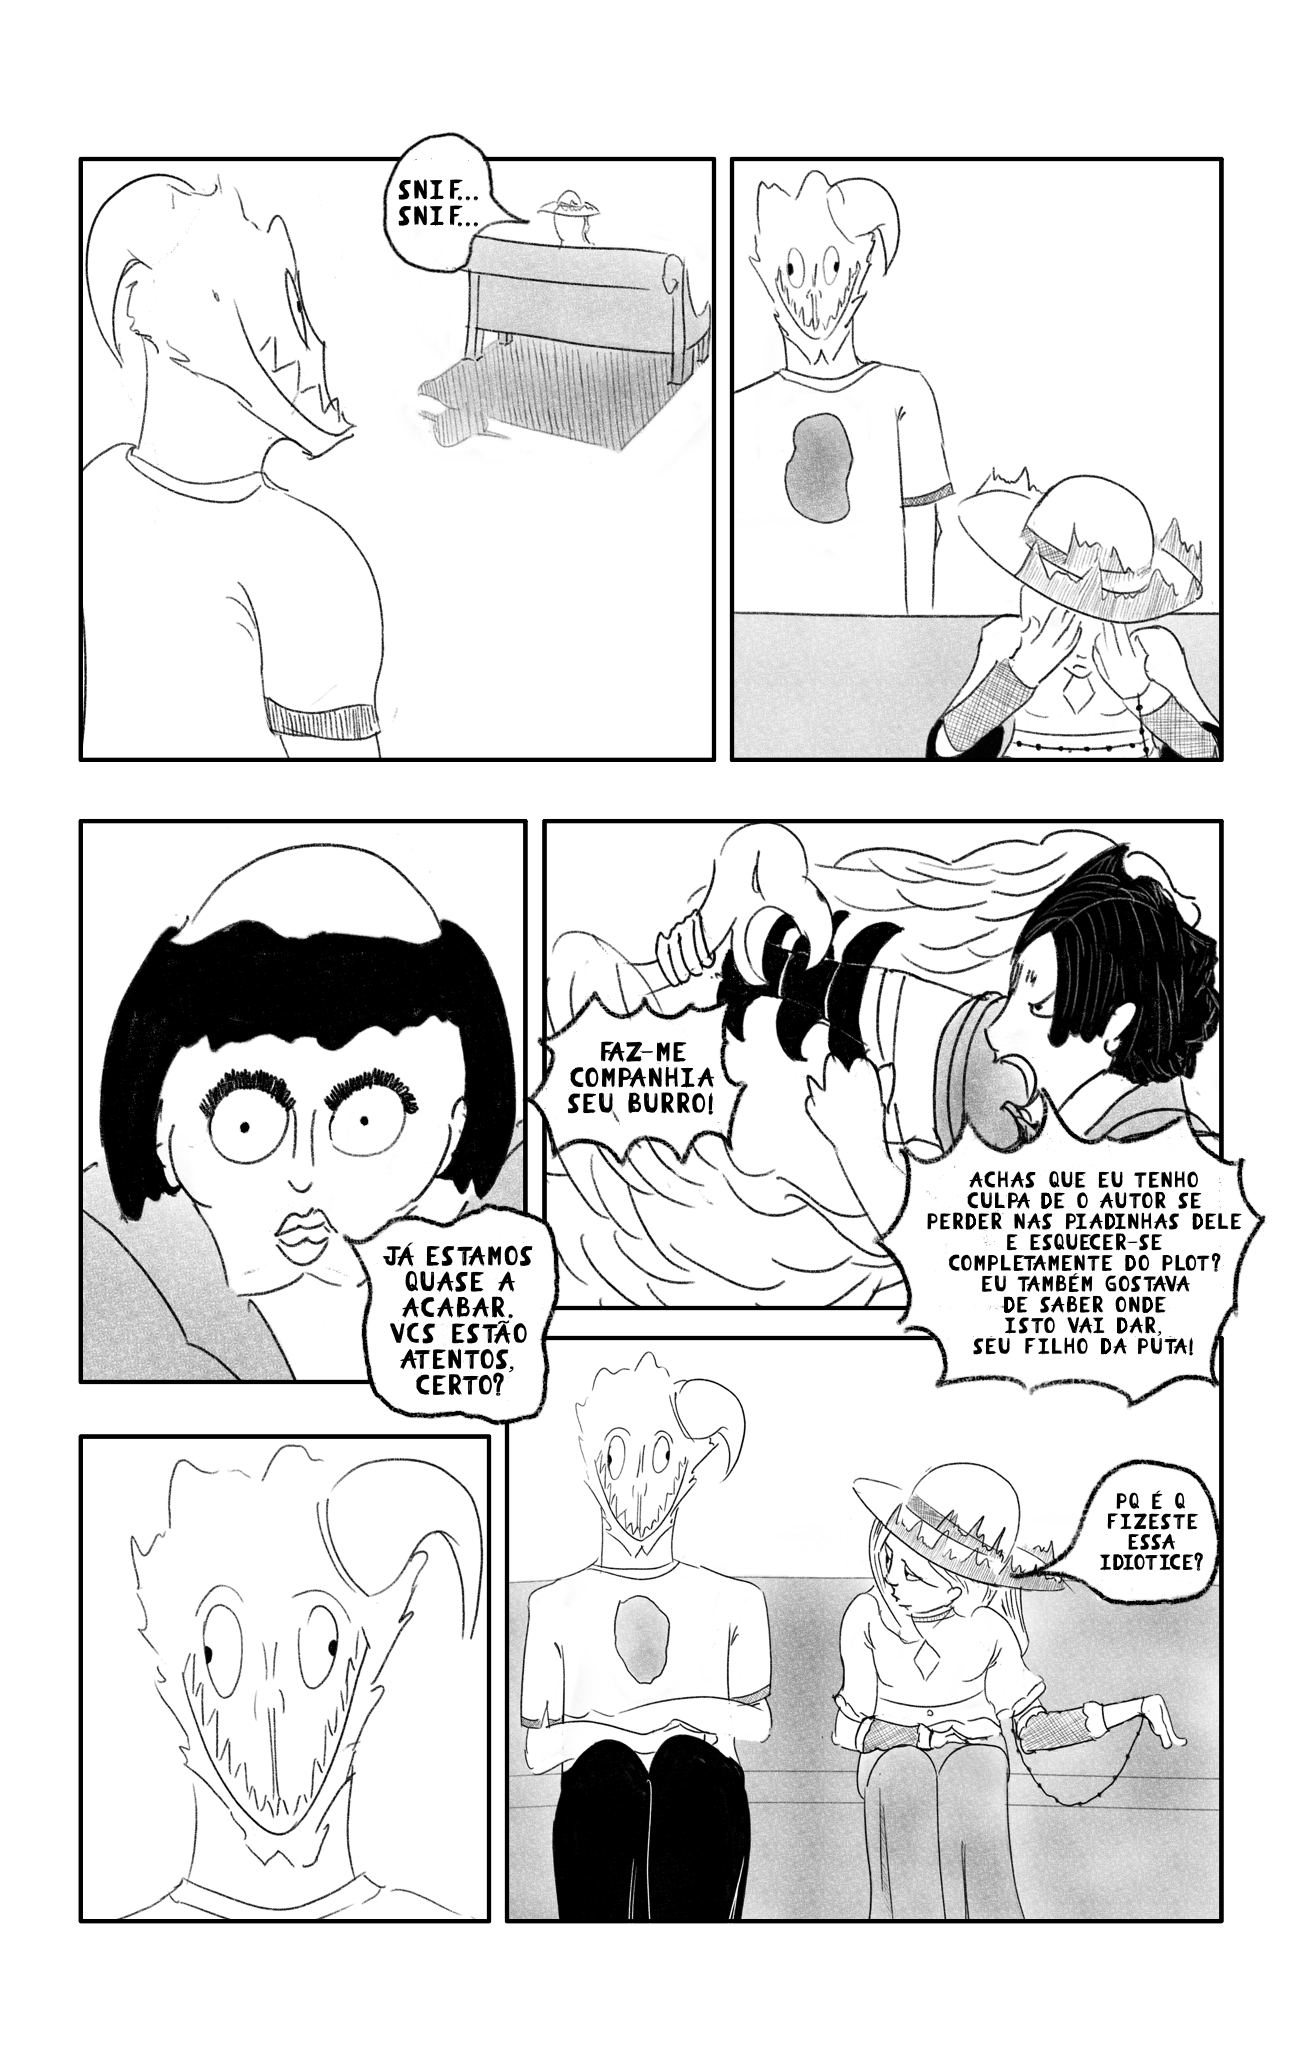 SNIF...
SNIF...
JÁ ESTAMOS
QUASE A
ACABAR.
VCS ESTÃO
ATENTOS,
CERTO?
FAZ-ME
COMPANHIA
SEU BURRO!
ACHAS QUE EU TENHO
CULPA DE O AUTOR SE
PERDER NAS PIADINHAS DELE
E ESQUECER-SE
COMPLETAMENTE DO PLOT?
EU TAMBÉM GOSTAVA
DE SABER ONDE
ISTO VAI DAR,
SEU FILHO DA PUTA!
PQ É Q
FIZESTE
ESSA
IDIOTICE?